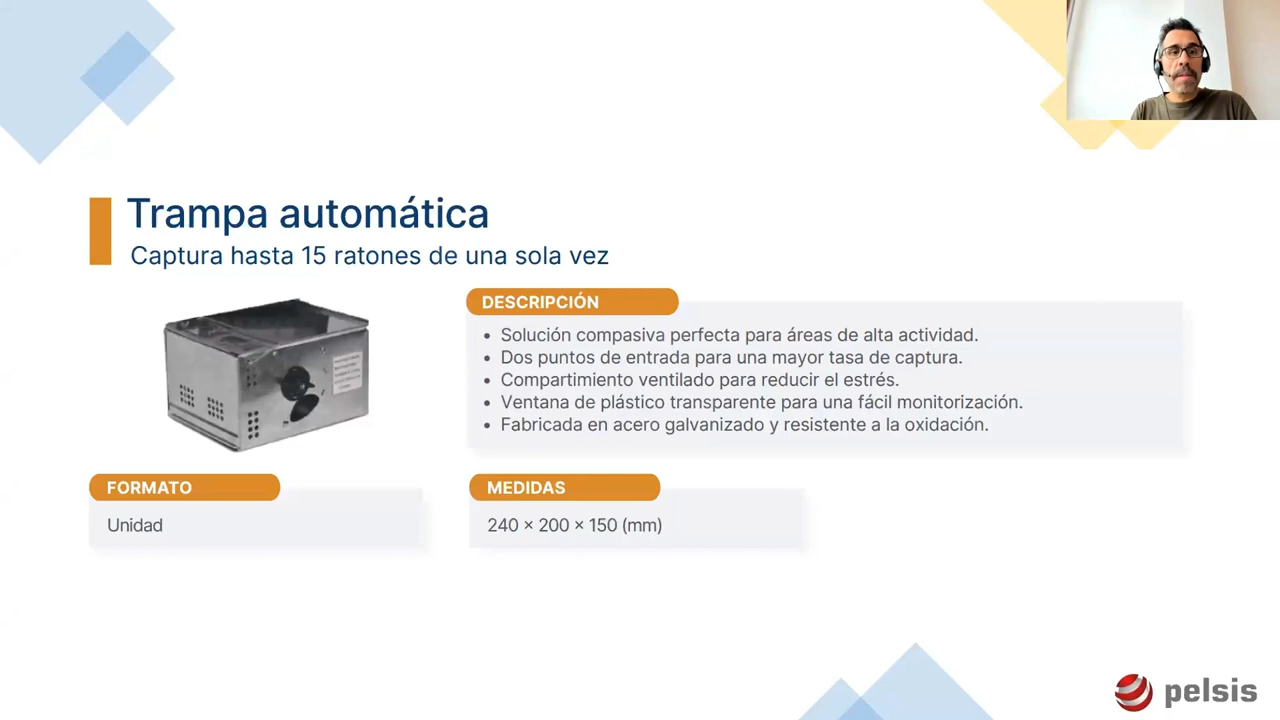 Trampa automática
Captura hasta 15 ratones de una sola vez
DESCRIPCIÓN
• Solución compasiva perfecta para áreas de alta actividad.
• Dos puntos de entrada para una mayor tasa de captura.
• Compartimiento ventilado para reducir el estrés.
• Ventana de plástico transparente para una fácil monitorización.
• Fabricada en acero galvanizado y resistente a la oxidación.
FORMATO
Unidad
MEDIDAS
240 × 200 × 150 (mm)
pelsis